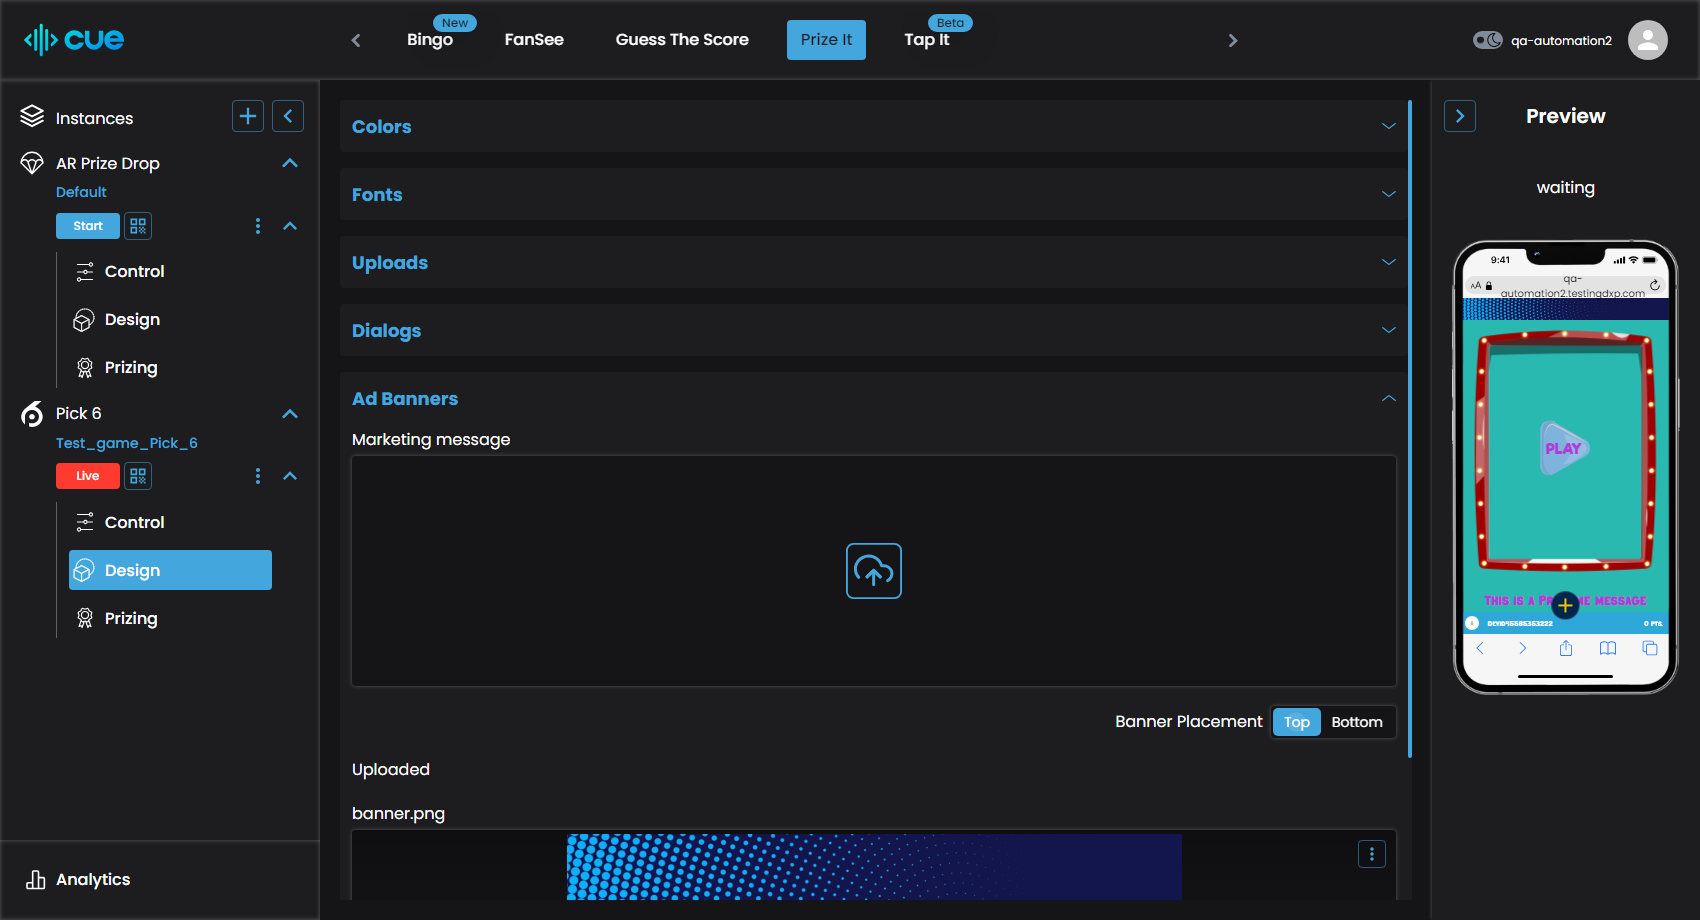 cue
New
Bingo
FanSee
Guess The Score
Prize It
Beta
Tap It
qa-automation2
Instances
AR Prize Drop
Default
Start
Control
Design
Prizing
Pick 6
Test_game_Pick_6
Live
Control
Design
Prizing
Analytics
Colors
Fonts
Uploads
Dialogs
Ad Banners
Marketing message
Banner Placement
Top
Bottom
Uploaded
banner.png
Preview
waiting
9:41
AA
qa-
automation2.testingdxp.com
PLAY
THIS IS A MESSAGE
0 PTS.